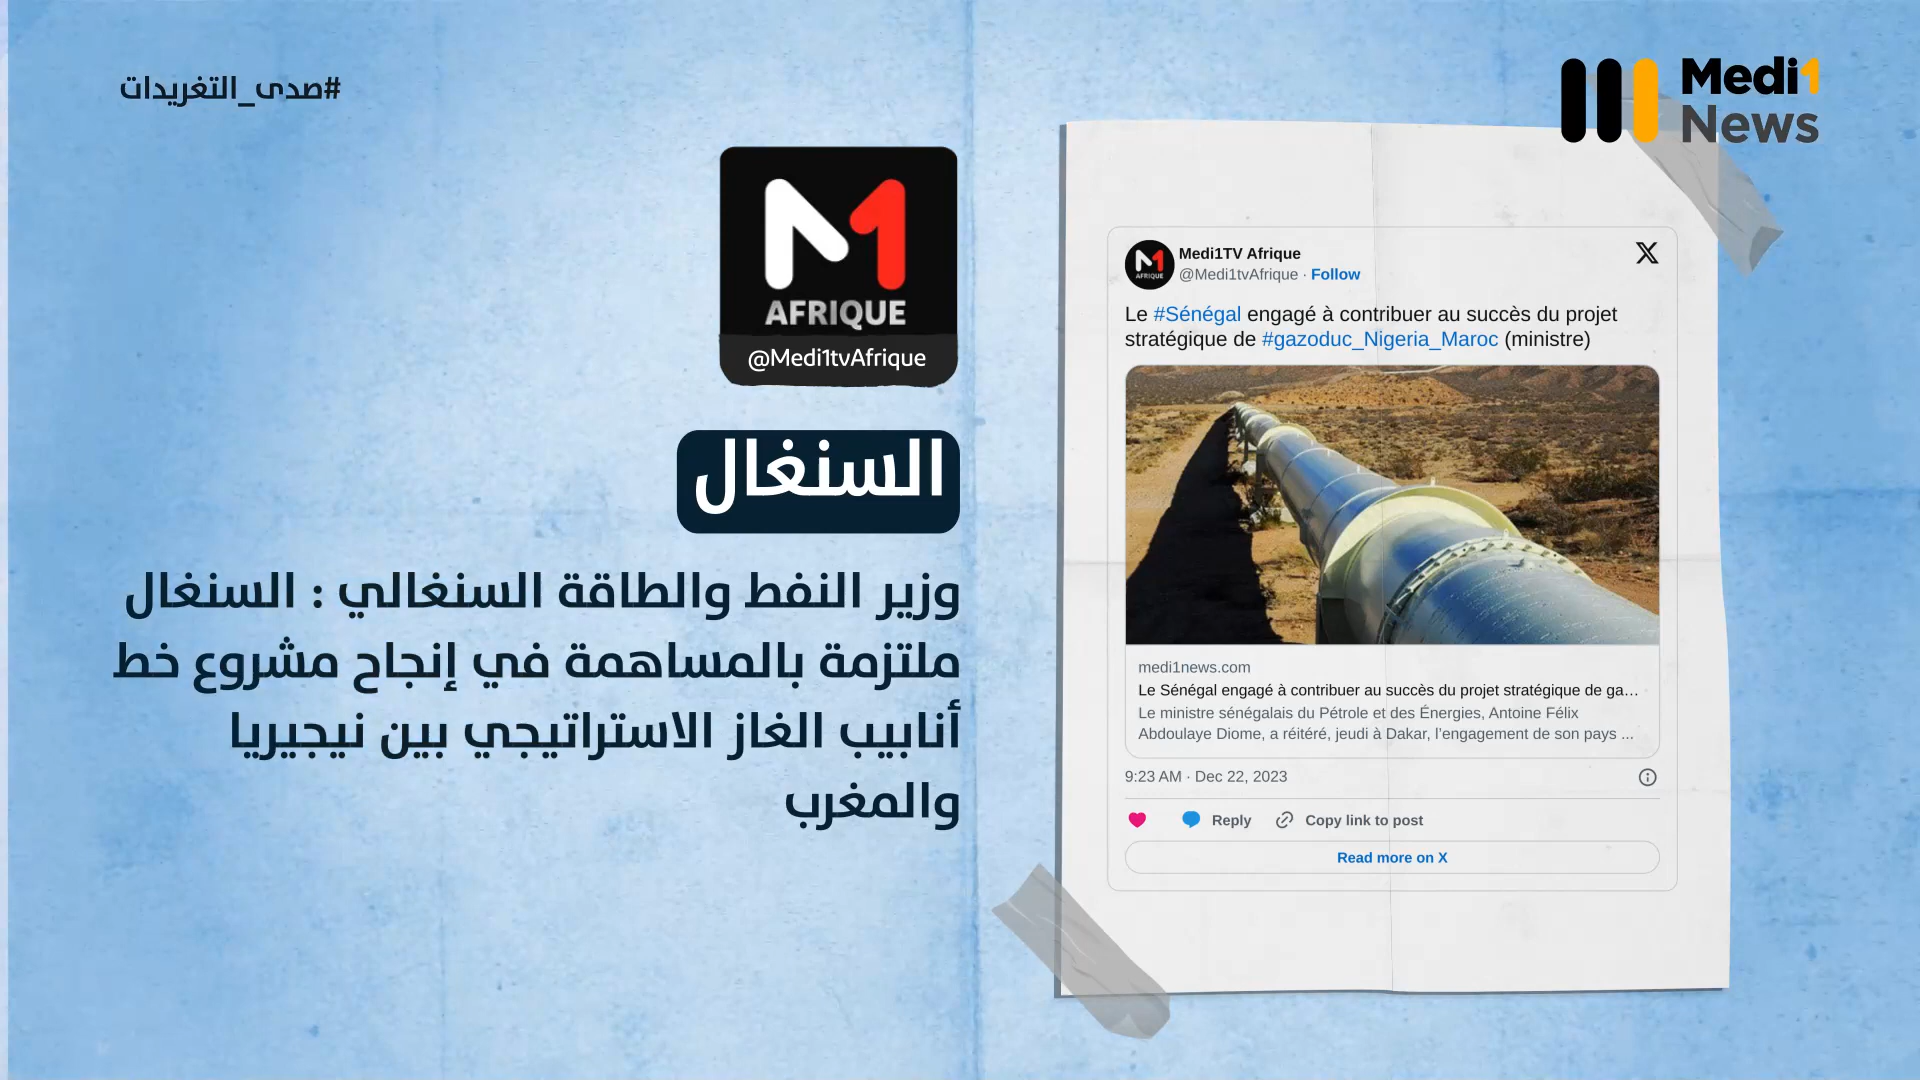 #صدى_التغريدات
Medi1
News
M1
AFRIQUE
@Medi1tvAfrique
السنغال
وزير النفط والطاقة السنغالي : السنغال
ملتزمة بالمساهمة في إنجاح مشروع خط
أنابيب الغاز الاستراتيجي بين نيجيريا
والمغرب
M1
AFRIQUE
Medi1TV Afrique
@Medi1tvAfrique · Follow
Le #Sénégal engagé à contribuer au succès du projet
stratégique de #gazoduc_Nigeria_Maroc (ministre)
medi1news.com
Le Sénégal engagé à contribuer au succès du projet stratégique de ga…
Le ministre sénégalais du Pétrole et des Énergies, Antoine Félix
Abdoulaye Diome, a réitéré, jeudi à Dakar, l’engagement de son pays ...
9:23 AM · Dec 22, 2023
Reply
Copy link to post
Read more on X